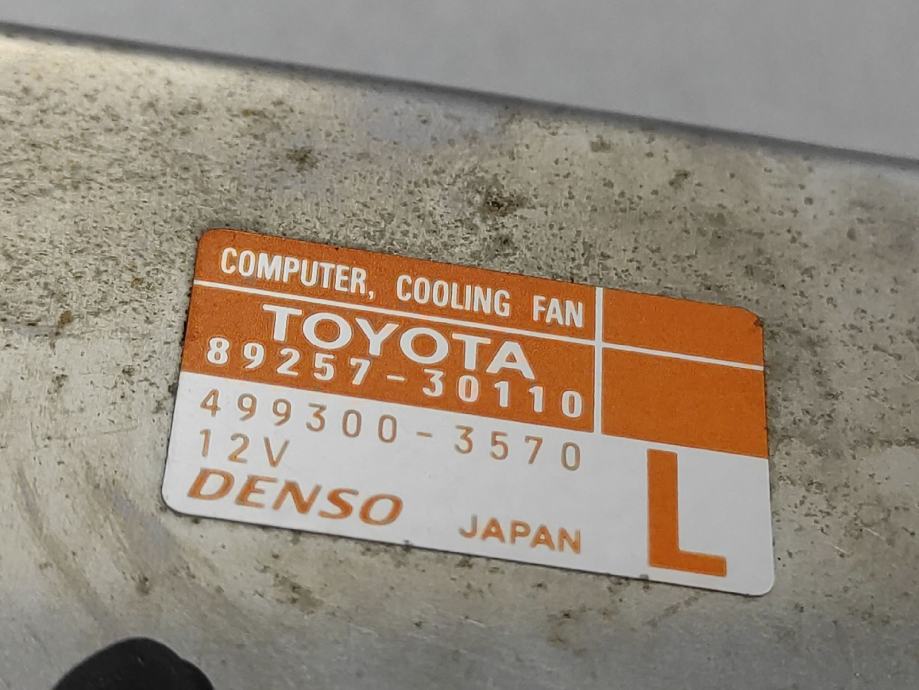 COMPUTER, COOLING FAN
TOYOTA
89257-30110
499300-3570
12V
DENSO JAPAN
L